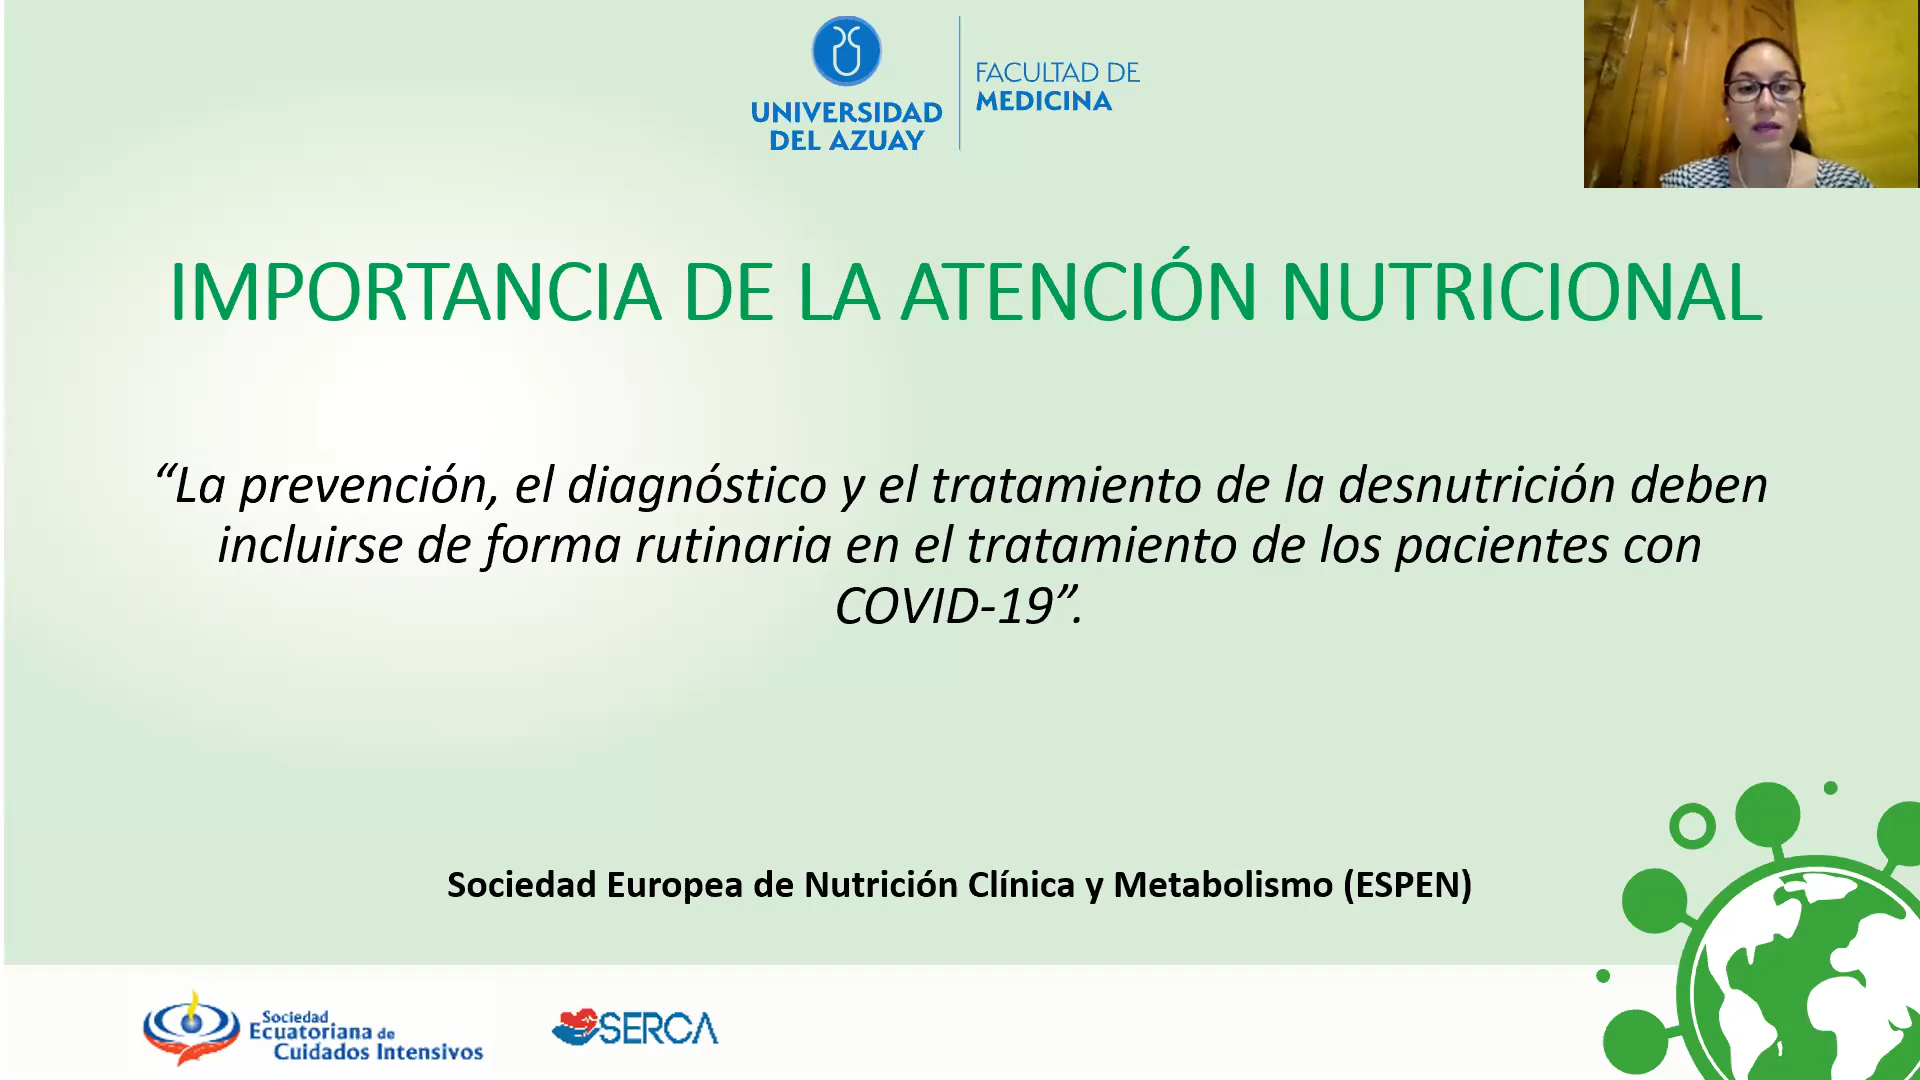 UNIVERSIDAD
DEL AZUAY
FACULTAD DE
MEDICINA
IMPORTANCIA DE LA ATENCIÓN NUTRICIONAL
“La prevención, el diagnóstico y el tratamiento de la desnutrición deben
incluirse de forma rutinaria en el tratamiento de los pacientes con
COVID-19”.
Sociedad Europea de Nutrición Clínica y Metabolismo (ESPEN)
Sociedad
Ecuatoriana de
Cuidados Intensivos
SERCA